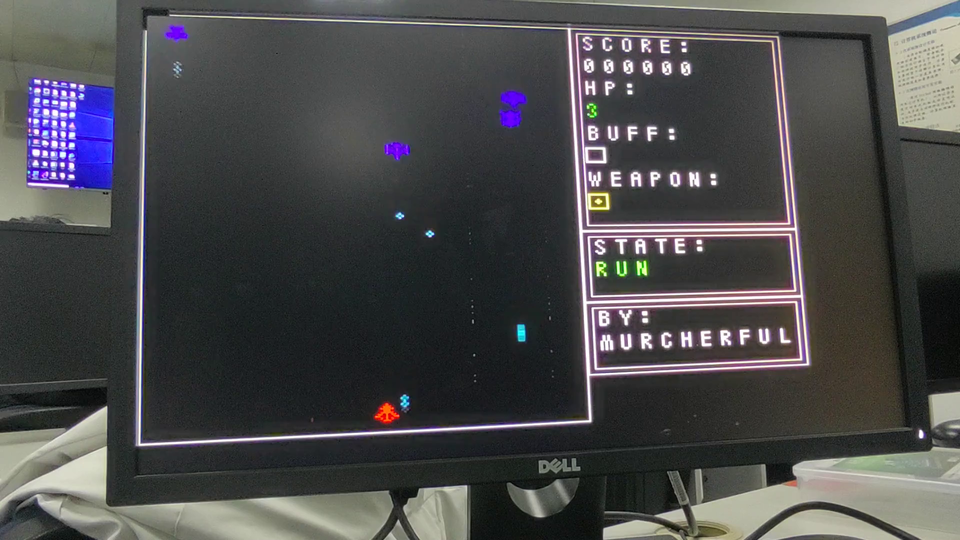 SCORE:
000000
HP:
3
BUFF:
WEAPON:
STATE:
RUN
BY:
MURCHERFUL
DELL